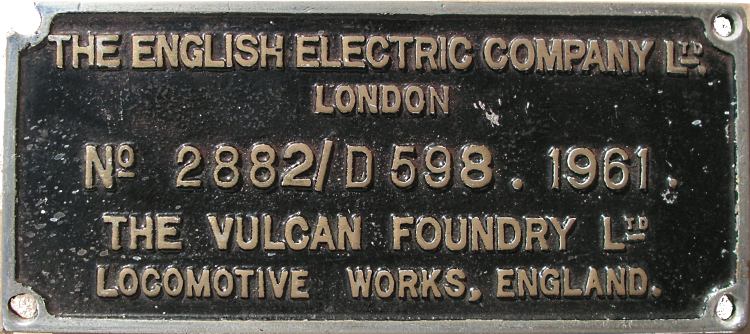 THE ENGLISH ELECTRIC COMPANY LTD.
LONDON
Nº 2882/D598. 1961.
THE VULCAN FOUNDRY LTD
LOCOMOTIVE WORKS, ENGLAND.